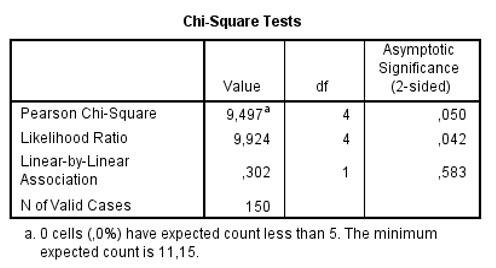 Chi-Square Tests
Asymptotic
Significance
Value df (2-sided)
Pearson Chi-Square 9,497a 4 ,050
Likelihood Ratio 9,924 4 ,042
Linear-by-Linear
Association ,302 1 ,583
N of Valid Cases 150
a. 0 cells (,0%) have expected count less than 5. The minimum
expected count is 11,15.